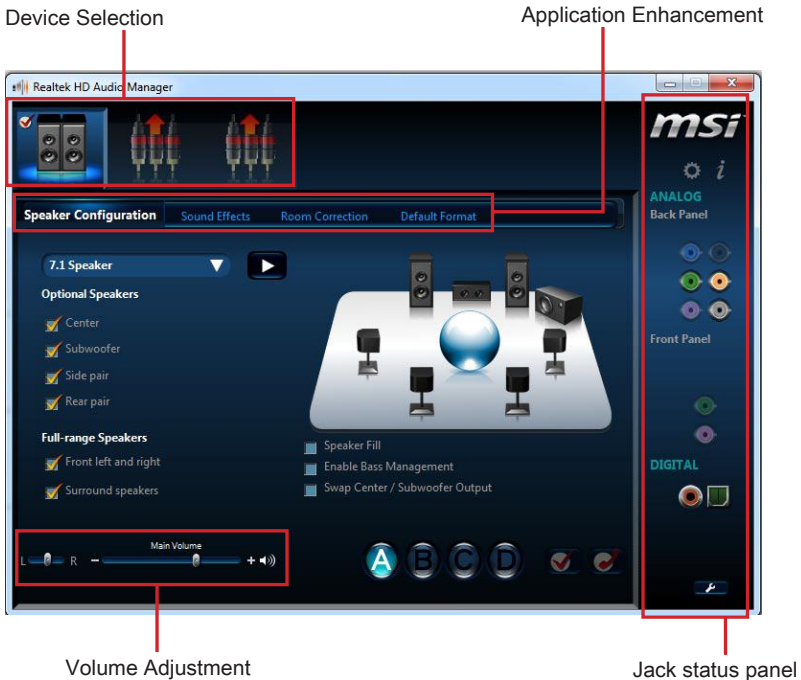 Device Selection
Application Enhancement
Realtek HD Audio Manager
msi
i
ANALOG
Back Panel
Speaker Configuration Sound Effects Room Correction Default Format
7.1 Speaker
Optional Speakers
Center
Subwoofer
Side pair
Rear pair
Front Panel
Full-range Speakers
Front left and right
Surround speakers
Speaker Fill
Enable Bass Management
Swap Center / Subwoofer Output
DIGITAL
Main Volume
L R − +
A B C D
Volume Adjustment
Jack status panel